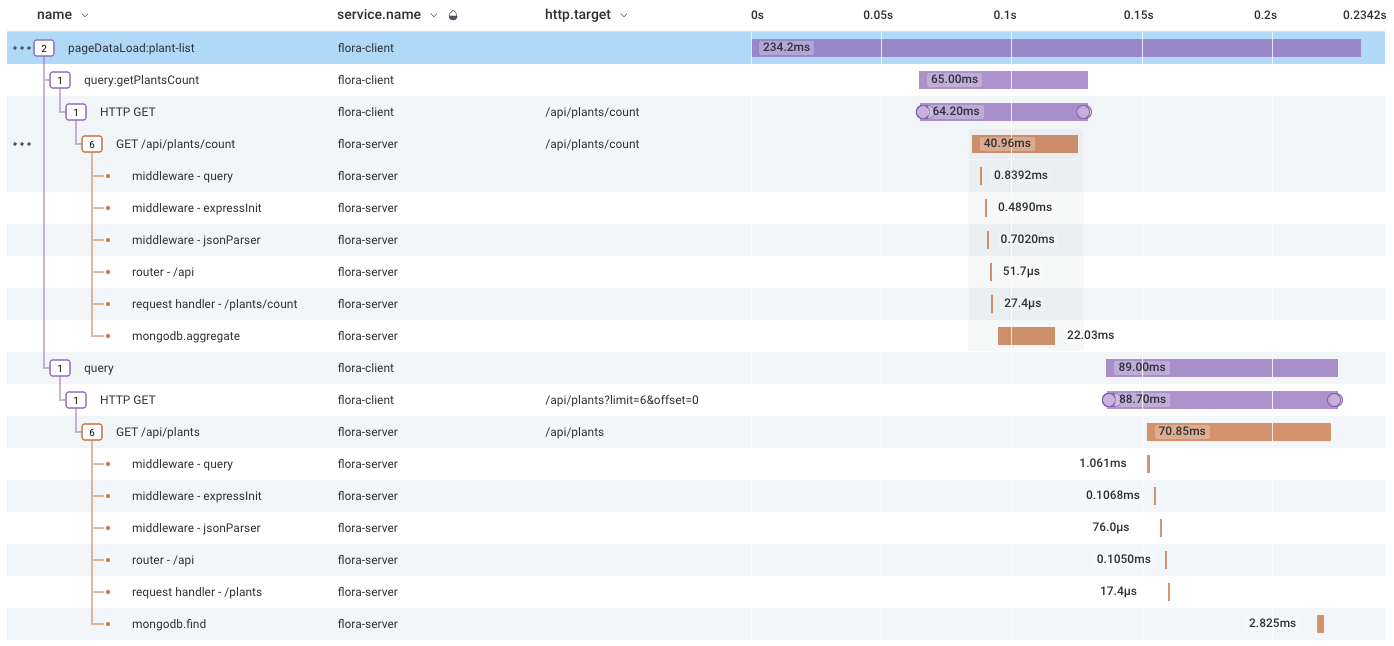 name service.name http.target 0s 0.05s 0.1s 0.15s 0.2s 0.2342s
2 pageDataLoad:plant-list flora-client 234.2ms
1 query:getPlantsCount flora-client 65.00ms
1 HTTP GET flora-client /api/plants/count 64.20ms
6 GET /api/plants/count flora-server /api/plants/count 40.96ms
middleware - query flora-server 0.8392ms
middleware - expressInit flora-server 0.4890ms
middleware - jsonParser flora-server 0.7020ms
router - /api flora-server 51.7μs
request handler - /plants/count flora-server 27.4μs
mongodb.aggregate flora-server 22.03ms
1 query flora-client 89.00ms
1 HTTP GET flora-client /api/plants?limit=6&offset=0 88.70ms
6 GET /api/plants flora-server /api/plants 70.85ms
middleware - query flora-server 1.061ms
middleware - expressInit flora-server 0.1068ms
middleware - jsonParser flora-server 76.0μs
router - /api flora-server 0.1050ms
request handler - /plants flora-server 17.4μs
mongodb.find flora-server 2.825ms